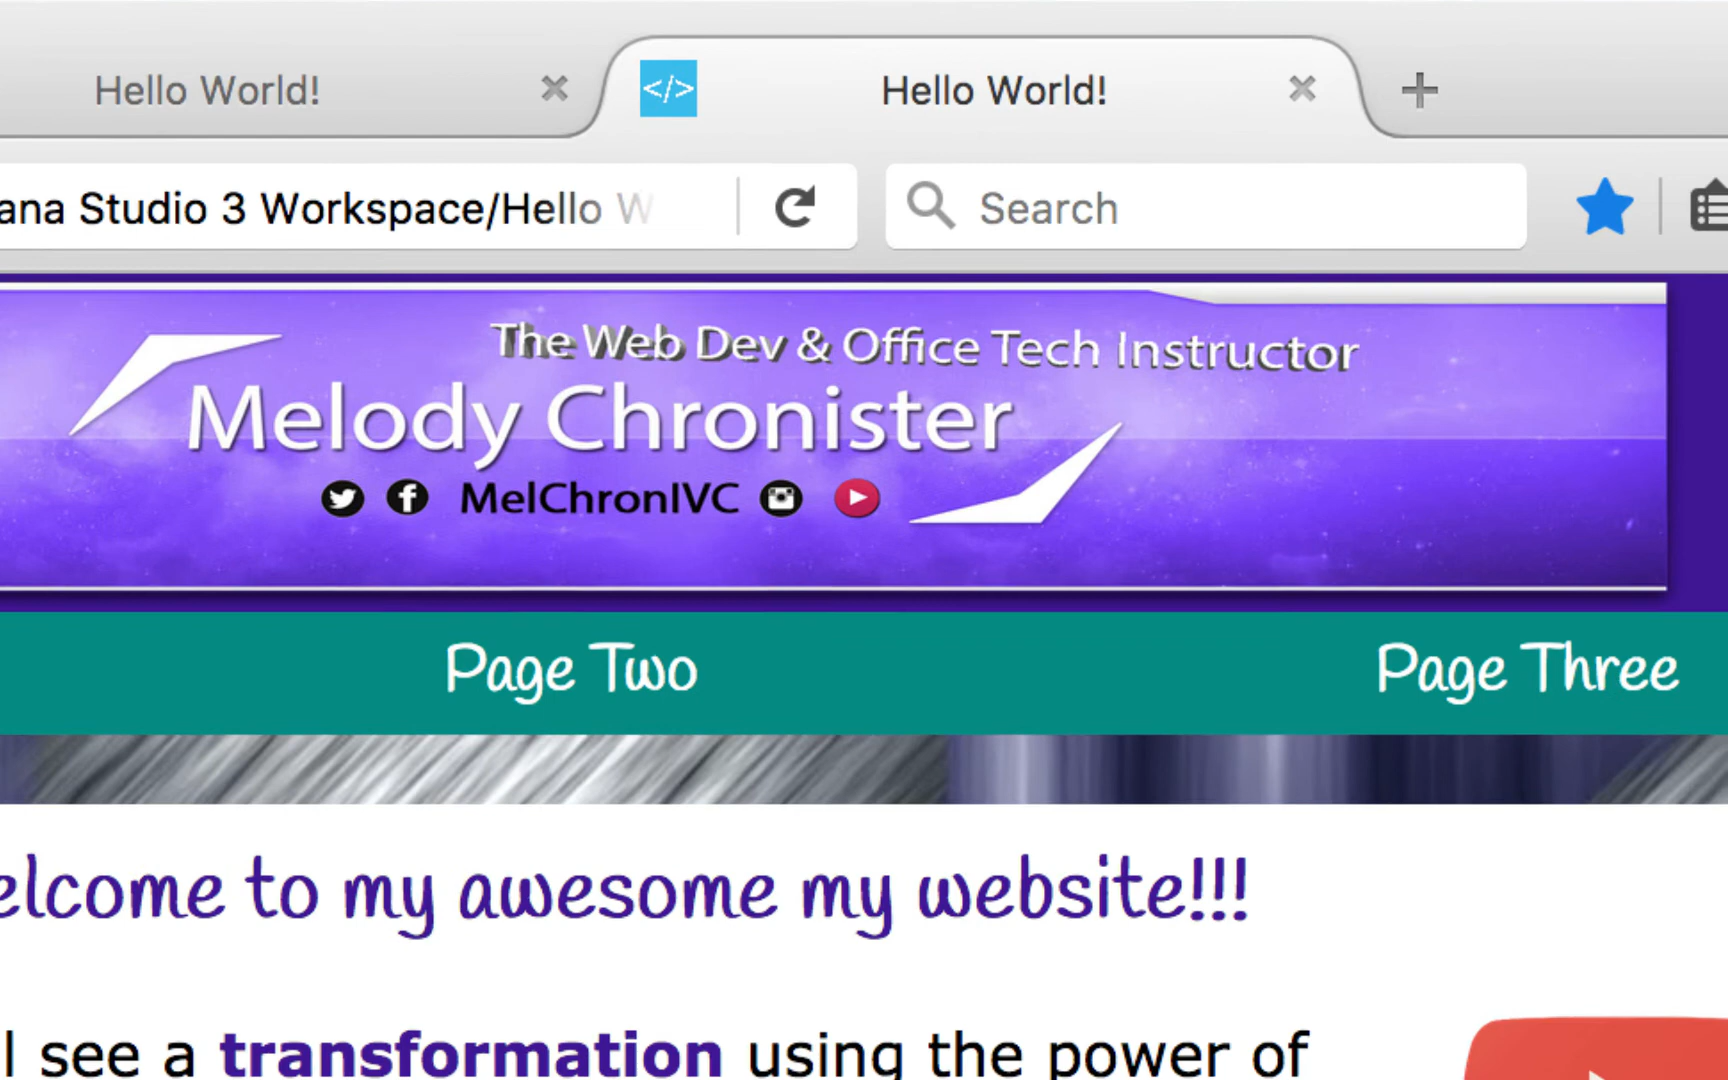 Hello World!
</> Hello World!
ana Studio 3 Workspace/Hello W
Search
The Web Dev & Office Tech Instructor
Melody Chronister
MelChronIVC
Page Two
Page Three
elcome to my awesome my website!!!
l see a transformation using the power of